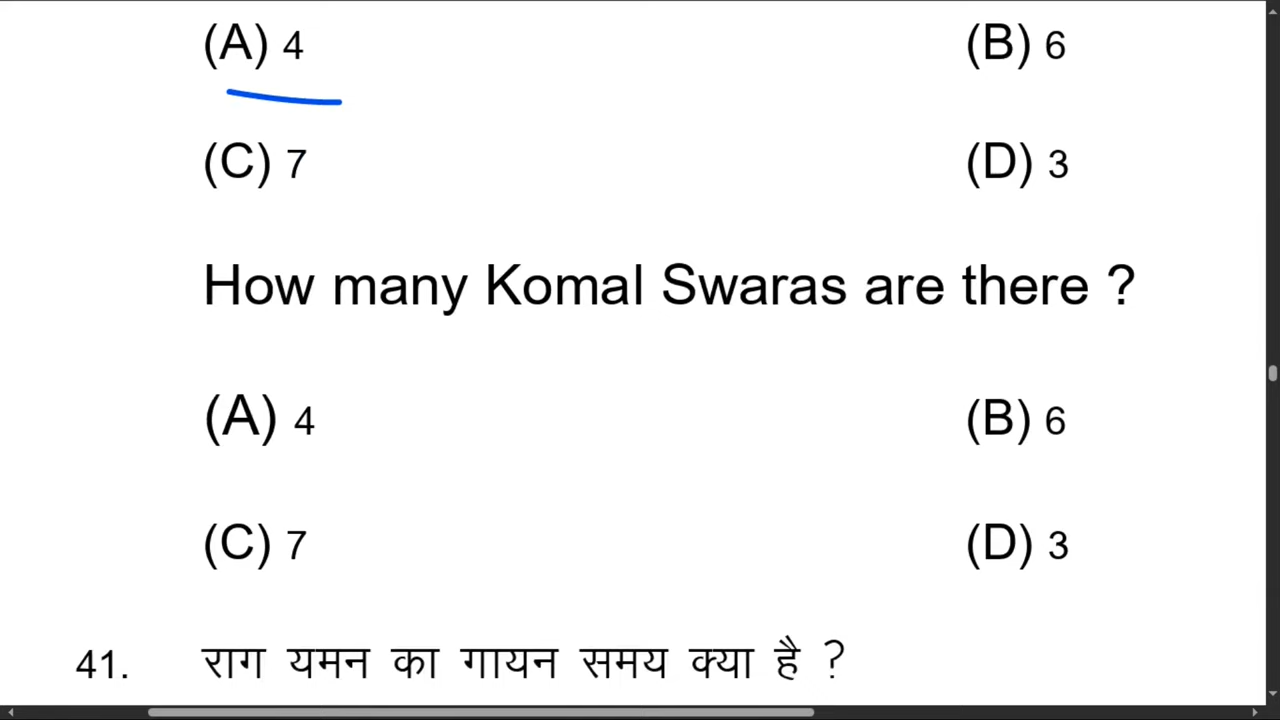 (A) 4 (B) 6
(C) 7 (D) 3
How many Komal Swaras are there ?
(A) 4 (B) 6
(C) 7 (D) 3
41. राग यमन का गायन समय क्या है ?